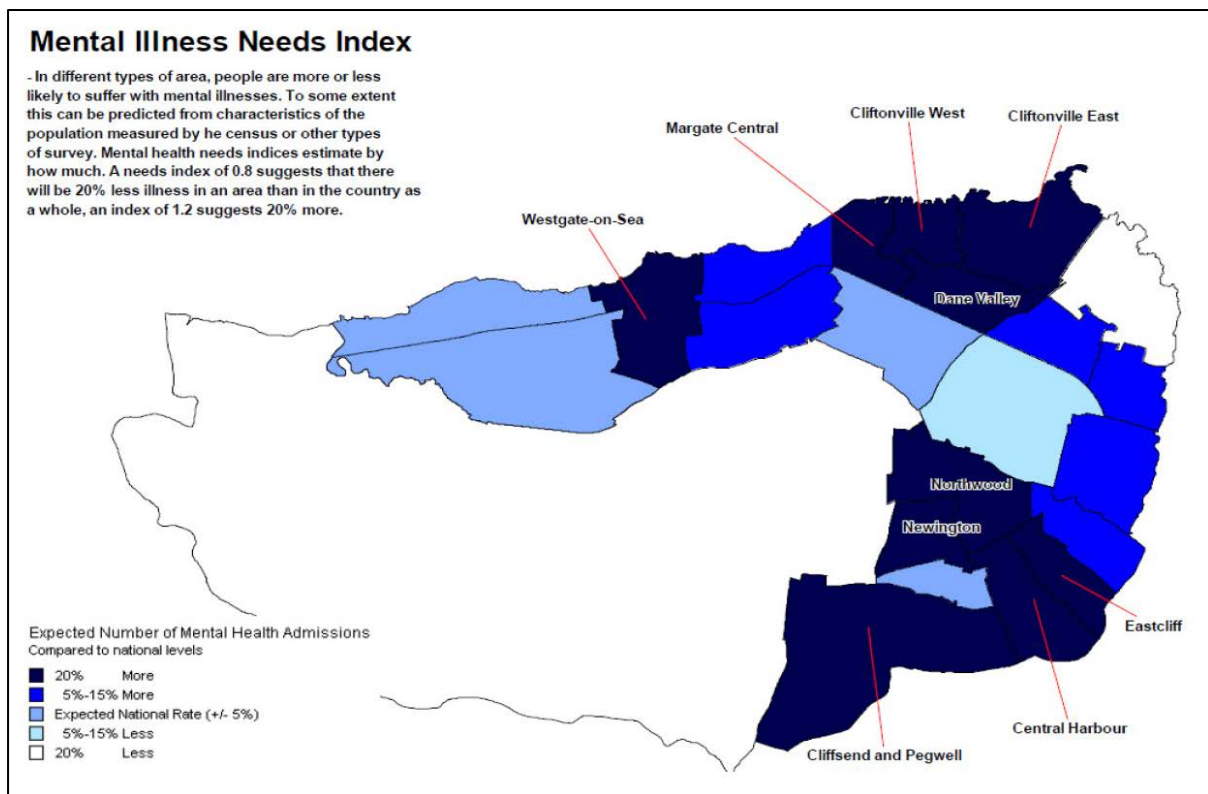 Mental Illness Needs Index
- In different types of area, people are more or less
likely to suffer with mental illnesses. To some extent
this can be predicted from characteristics of the
population measured by he census or other types
of survey. Mental health needs indices estimate by
how much. A needs index of 0.8 suggests that there
will be 20% less illness in an area than in the country as
a whole, an index of 1.2 suggests 20% more.
Cliftonville West
Cliftonville East
Margate Central
Westgate-on-Sea
Dane Valley
Northwood
Newington
Eastcliff
Central Harbour
Cliffsend and Pegwell
Expected Number of Mental Health Admissions
Compared to national levels
20% More
5%-15% More
Expected National Rate (+/- 5%)
5%-15% Less
20% Less